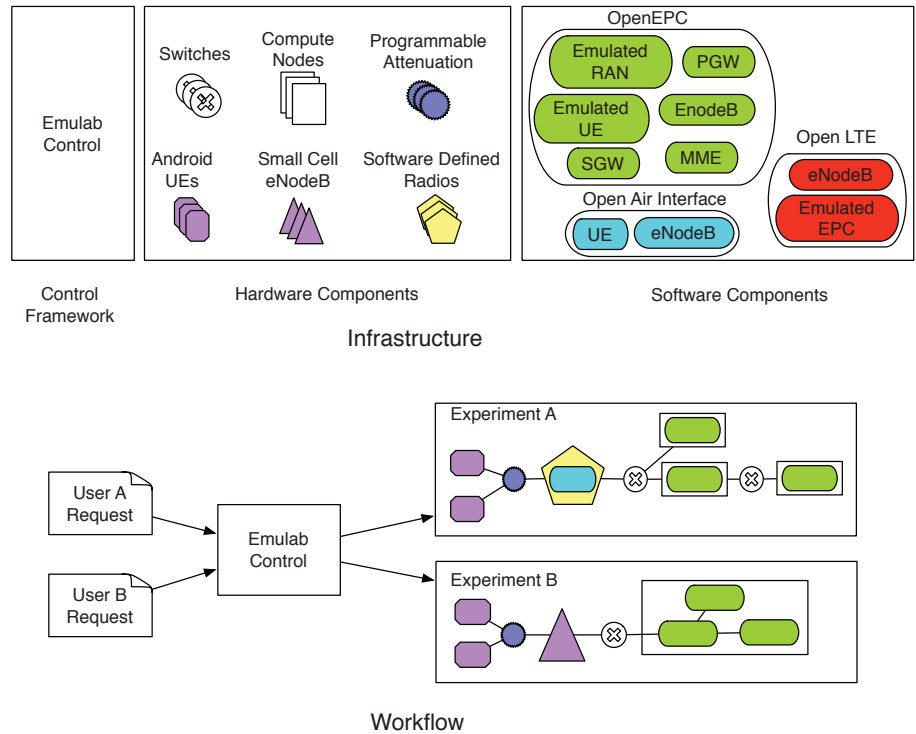 Emulab
Control
Switches
Compute
Nodes
Programmable
Attenuation
Android
UEs
Small Cell
eNodeB
Software Defined
Radios
OpenEPC
Emulated
RAN
PGW
Emulated
UE
EnodeB
SGW
MME
Open Air Interface
UE
eNodeB
Open LTE
eNodeB
Emulated
EPC
Control
Framework
Hardware Components
Software Components
Infrastructure
User A
Request
User B
Request
Emulab
Control
Experiment A
Experiment B
Workflow